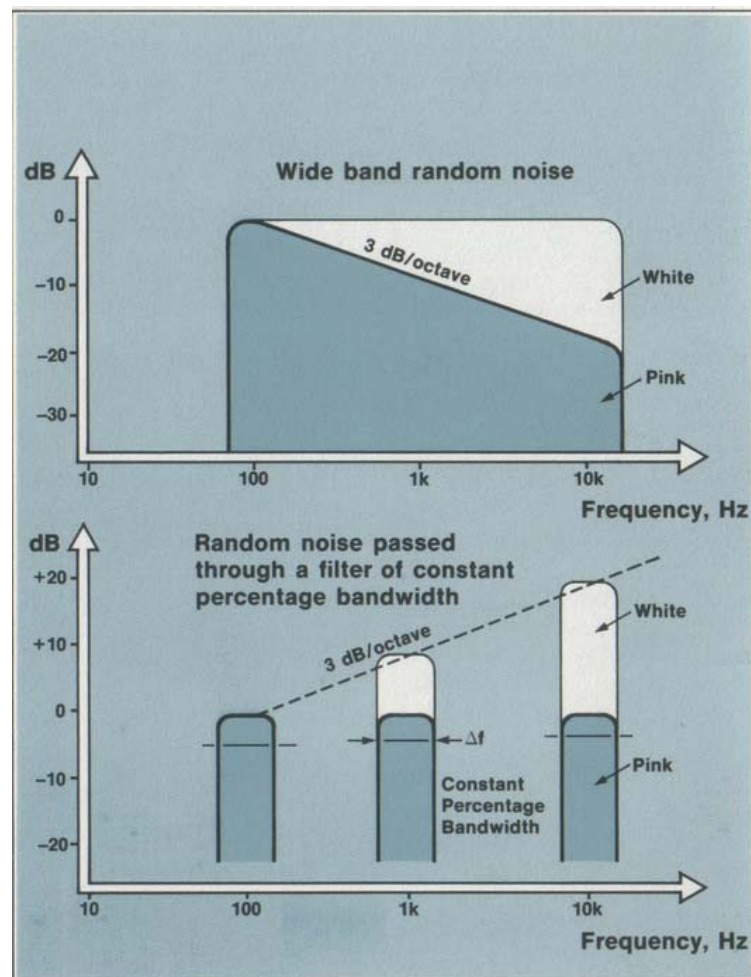 dB
Wide band random noise
0
3 dB/octave
White
–10
–20
Pink
–30
10
100
1k
10k
Frequency, Hz
dB
Random noise passed
through a filter of constant
percentage bandwidth
+20
White
+10
3 dB/octave
0
Δf
Pink
–10
Constant
Percentage
Bandwidth
–20
10
100
1k
10k
Frequency, Hz